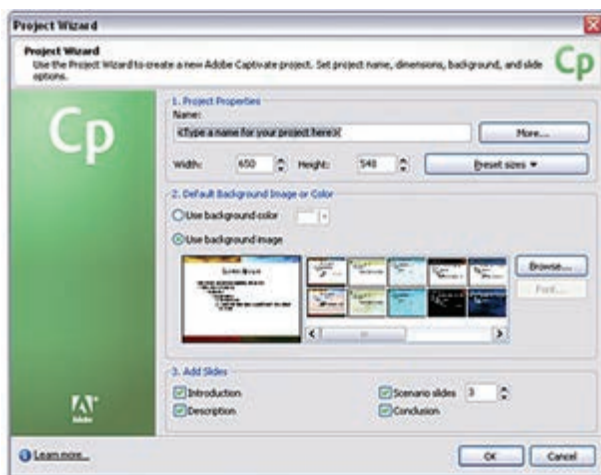 Project Wizard
Project Wizard
Use the Project Wizard to create a new Adobe Captivate project. Set project name, dimensions, background, and slide
options.
Cp
Cp
1. Project Properties
Name:
<Type a name for your project here>
More...
Width: 650 Height: 548 Preset sizes
2. Default Background Image or Color
Use background color
Use background image
Browse...
Font...
3. Add Slides
Introduction
Scenario slides 3
Description
Conclusion
Adobe
Learn more...
OK
Cancel